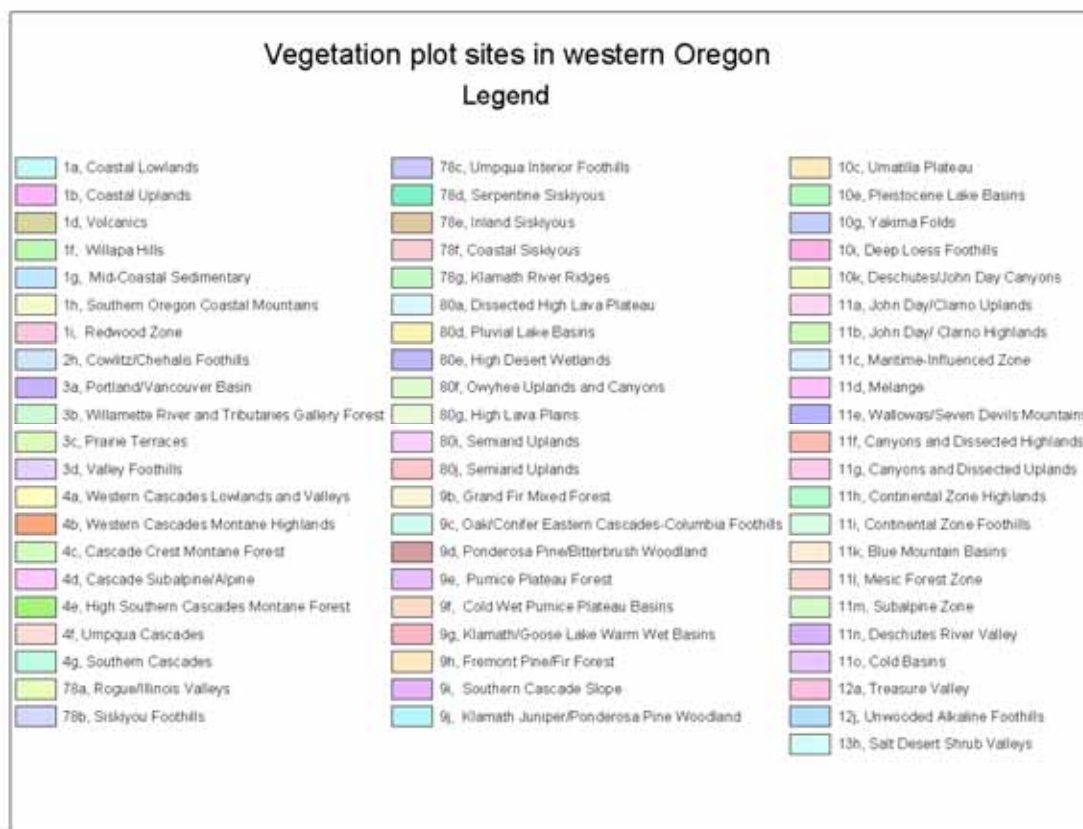 Vegetation plot sites in western Oregon
Legend
1a, Coastal Lowlands
1b, Coastal Uplands
1d, Volcanics
1f, Willapa Hills
1g, Mid-Coastal Sedimentary
1h, Southern Oregon Coastal Mountains
1i, Redwood Zone
2h, Cowlitz/Chehalis Foothills
3a, Portland/Vancouver Basin
3b, Willamette River and Tributaries Gallery Forest
3c, Prairie Terraces
3d, Valley Foothills
4a, Western Cascades Lowlands and Valleys
4b, Western Cascades Montane Highlands
4c, Cascade Crest Montane Forest
4d, Cascade Subalpine/Alpine
4e, High Southern Cascades Montane Forest
4f, Umpqua Cascades
4g, Southern Cascades
78a, Rogue/Illinois Valleys
78b, Siskiyou Foothills
78c, Umpqua Interior Foothills
78d, Serpentine Siskiyous
78e, Inland Siskiyous
78f, Coastal Siskiyous
78g, Klamath River Ridges
80a, Dissected High Lava Plateau
80d, Pluvial Lake Basins
80e, High Desert Wetlands
80f, Owyhee Uplands and Canyons
80g, High Lava Plains
80i, Semiarid Uplands
80j, Semiarid Uplands
9b, Grand Fir Mixed Forest
9c, Oak/Conifer Eastern Cascades-Columbia Foothills
9d, Ponderosa Pine/Bitterbrush Woodland
9e, Pumice Plateau Forest
9f, Cold Wet Pumice Plateau Basins
9g, Klamath/Goose Lake Warm Wet Basins
9h, Fremont Pine/Fir Forest
9i, Southern Cascade Slope
9j, Klamath Juniper/Ponderosa Pine Woodland
10c, Umatilla Plateau
10e, Pleistocene Lake Basins
10g, Yakima Folds
10i, Deep Loess Foothills
10k, Deschutes/John Day Canyons
11a, John Day/Clarno Uplands
11b, John Day/ Clarno Highlands
11c, Maritime-Influenced Zone
11d, Melange
11e, Wallowas/Seven Devils Mountains
11f, Canyons and Dissected Highlands
11g, Canyons and Dissected Uplands
11h, Continental Zone Highlands
11i, Continental Zone Foothills
11k, Blue Mountain Basins
11l, Mesic Forest Zone
11m, Subalpine Zone
11n, Deschutes River Valley
11o, Cold Basins
12a, Treasure Valley
12j, Unwooded Alkaline Foothills
13h, Salt Desert Shrub Valleys